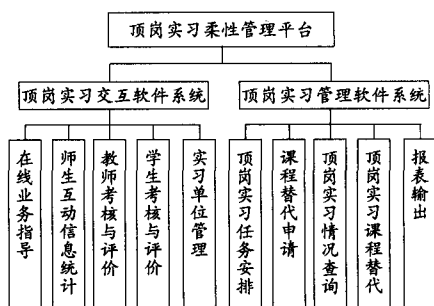 顶岗实习柔性管理平台
顶岗实习交互软件系统
顶岗实习管理软件系统
在线业务指导
师生互动信息统计
教师考核与评价
学生考核与评价
实习单位管理
顶岗实习任务安排
课程替代申请
顶岗实习情况查询
顶岗实习课程替代
报表输出